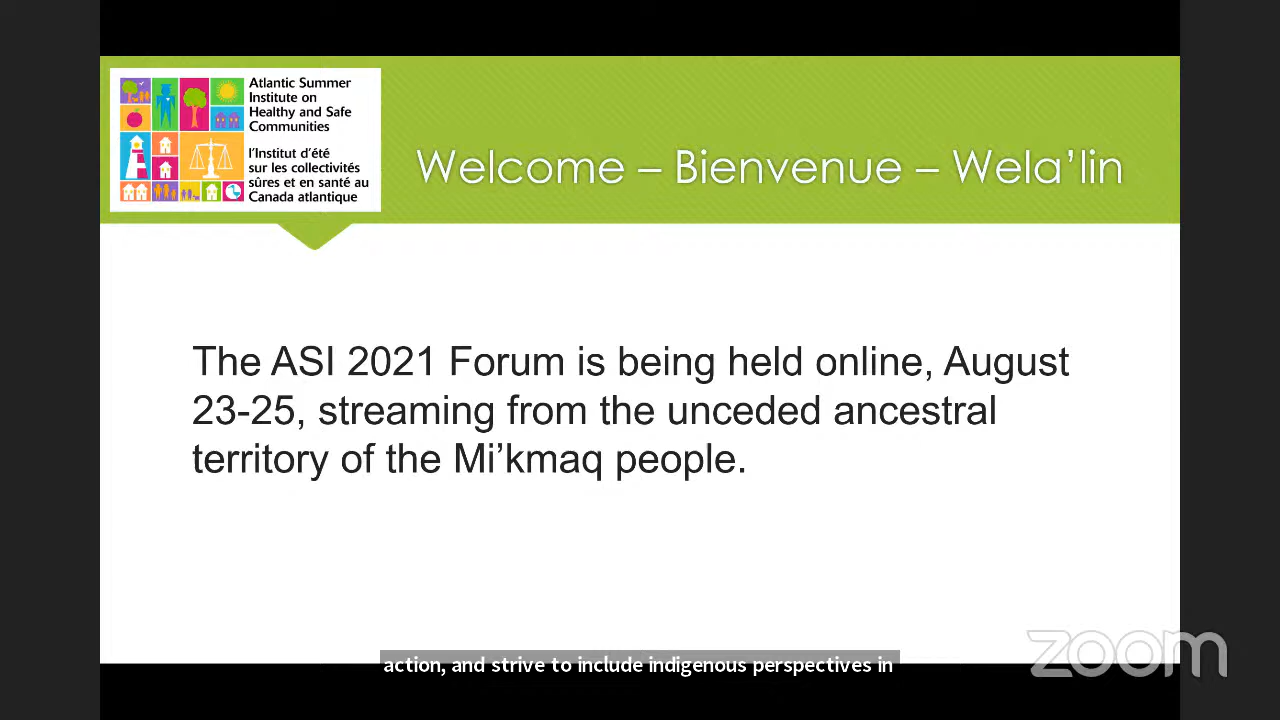 Atlantic Summer
Institute on
Healthy and Safe
Communities
l'Institut d'été
sur les collectivités
sûres et en santé au
Canada atlantique
Welcome – Bienvenue – Wela'lin
The ASI 2021 Forum is being held online, August
23-25, streaming from the unceded ancestral
territory of the Mi'kmaq people.
zoom
action, and strive to include indigenous perspectives in